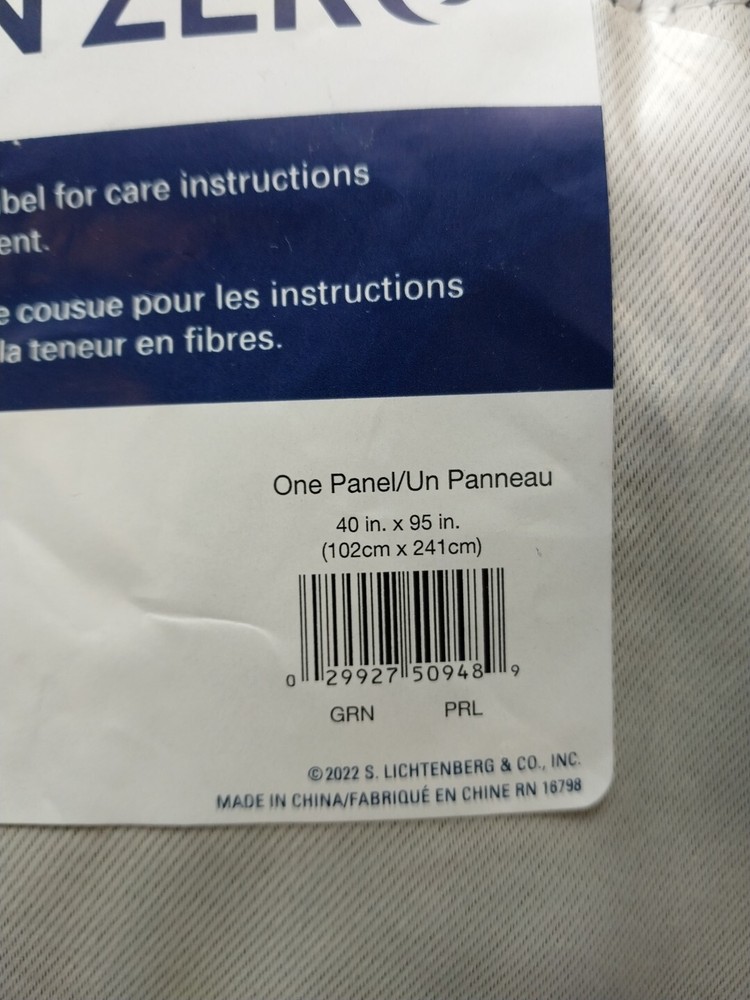 N ZERO
bel for care instructions
ent.
e cousue pour les instructions
la teneur en fibres.
One Panel/Un Panneau
40 in. x 95 in.
(102cm x 241cm)
0 29927 50948 9
GRN PRL
©2022 S. LICHTENBERG & CO., INC.
MADE IN CHINA/FABRIQUÉ EN CHINE RN 16798